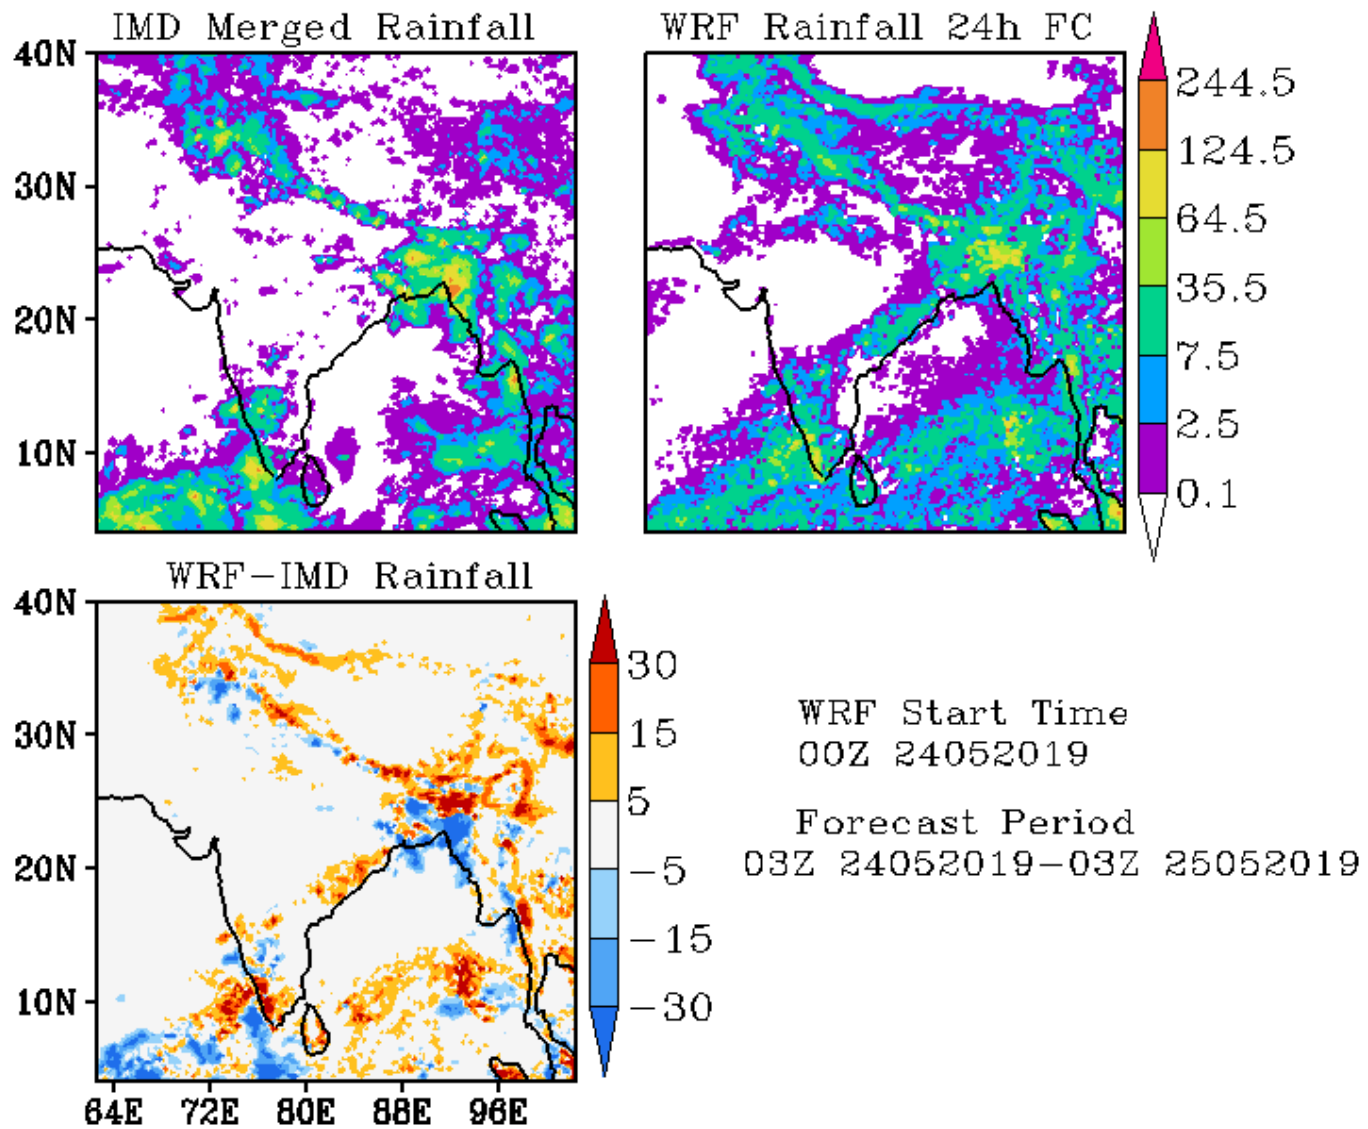 IMD Merged Rainfall
WRF Rainfall 24h FC
40N
30N
20N
10N
244.5
124.5
64.5
35.5
7.5
2.5
0.1
WRF-IMD Rainfall
40N
30N
20N
10N
64E 72E 80E 88E 96E
30
15
5
-5
-15
-30
WRF Start Time
00Z 24052019
Forecast Period
03Z 24052019-03Z 25052019